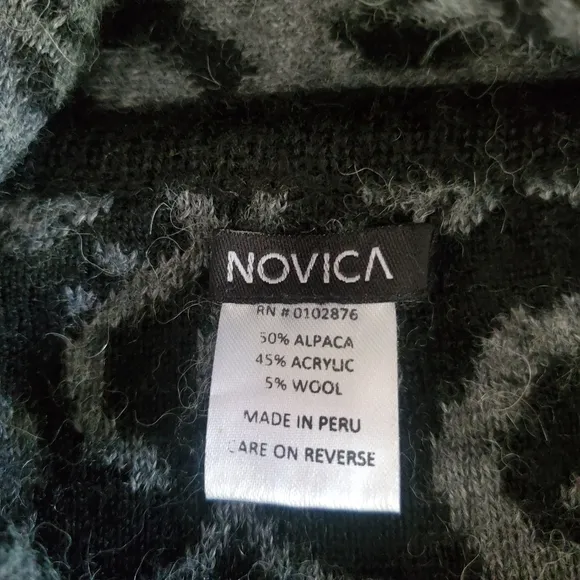 NOVICA
RN # 0102876
50% ALPACA
45% ACRYLIC
5% WOOL
MADE IN PERU
CARE ON REVERSE